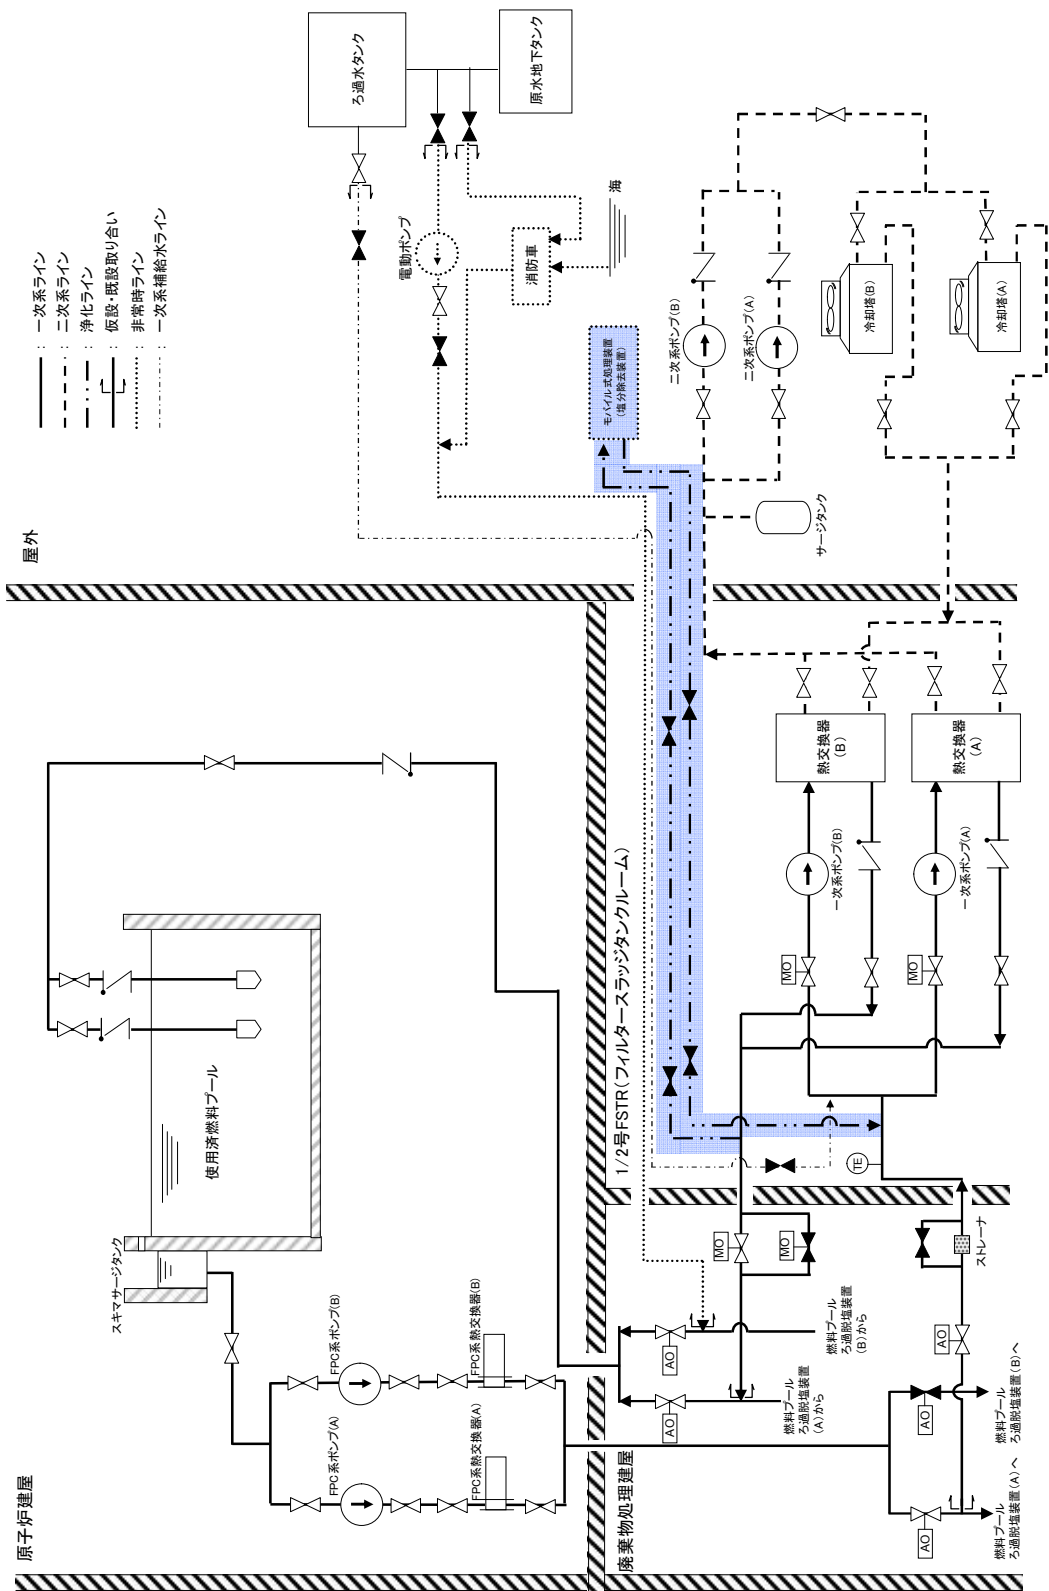 屋外
：一次系ライン
：二次系ライン
：浄化ライン
：仮設・既設取り合い
：非常時ライン
：一次系補給水ライン
ろ過水タンク
原水地下タンク
電動ポンプ
消防車
海
モバイル式処理装置
（塩分除去装置）
二次系ポンプ(B)
二次系ポンプ(A)
冷却塔(B)
冷却塔(A)
サージタンク
原子炉建屋
スキマサージタンク
使用済燃料プール
FPC系ポンプ(B)
FPC系ポンプ(A)
FPC系熱交換器(B)
FPC系熱交換器(A)
1/2号FSTR(フィルタースラッジタンクルーム)
熱交換器
(B)
熱交換器
(A)
一次系ポンプ(B)
一次系ポンプ(A)
MO
MO
TE
廃棄物処理建屋
MO
MO
ストレーナ
AO
AO
AO
AO
AO
燃料プール
ろ過脱塩装置
(B)から
燃料プール
ろ過脱塩装置
(A)から
燃料プール
ろ過脱塩装置(B)へ
燃料プール
ろ過脱塩装置(A)へ